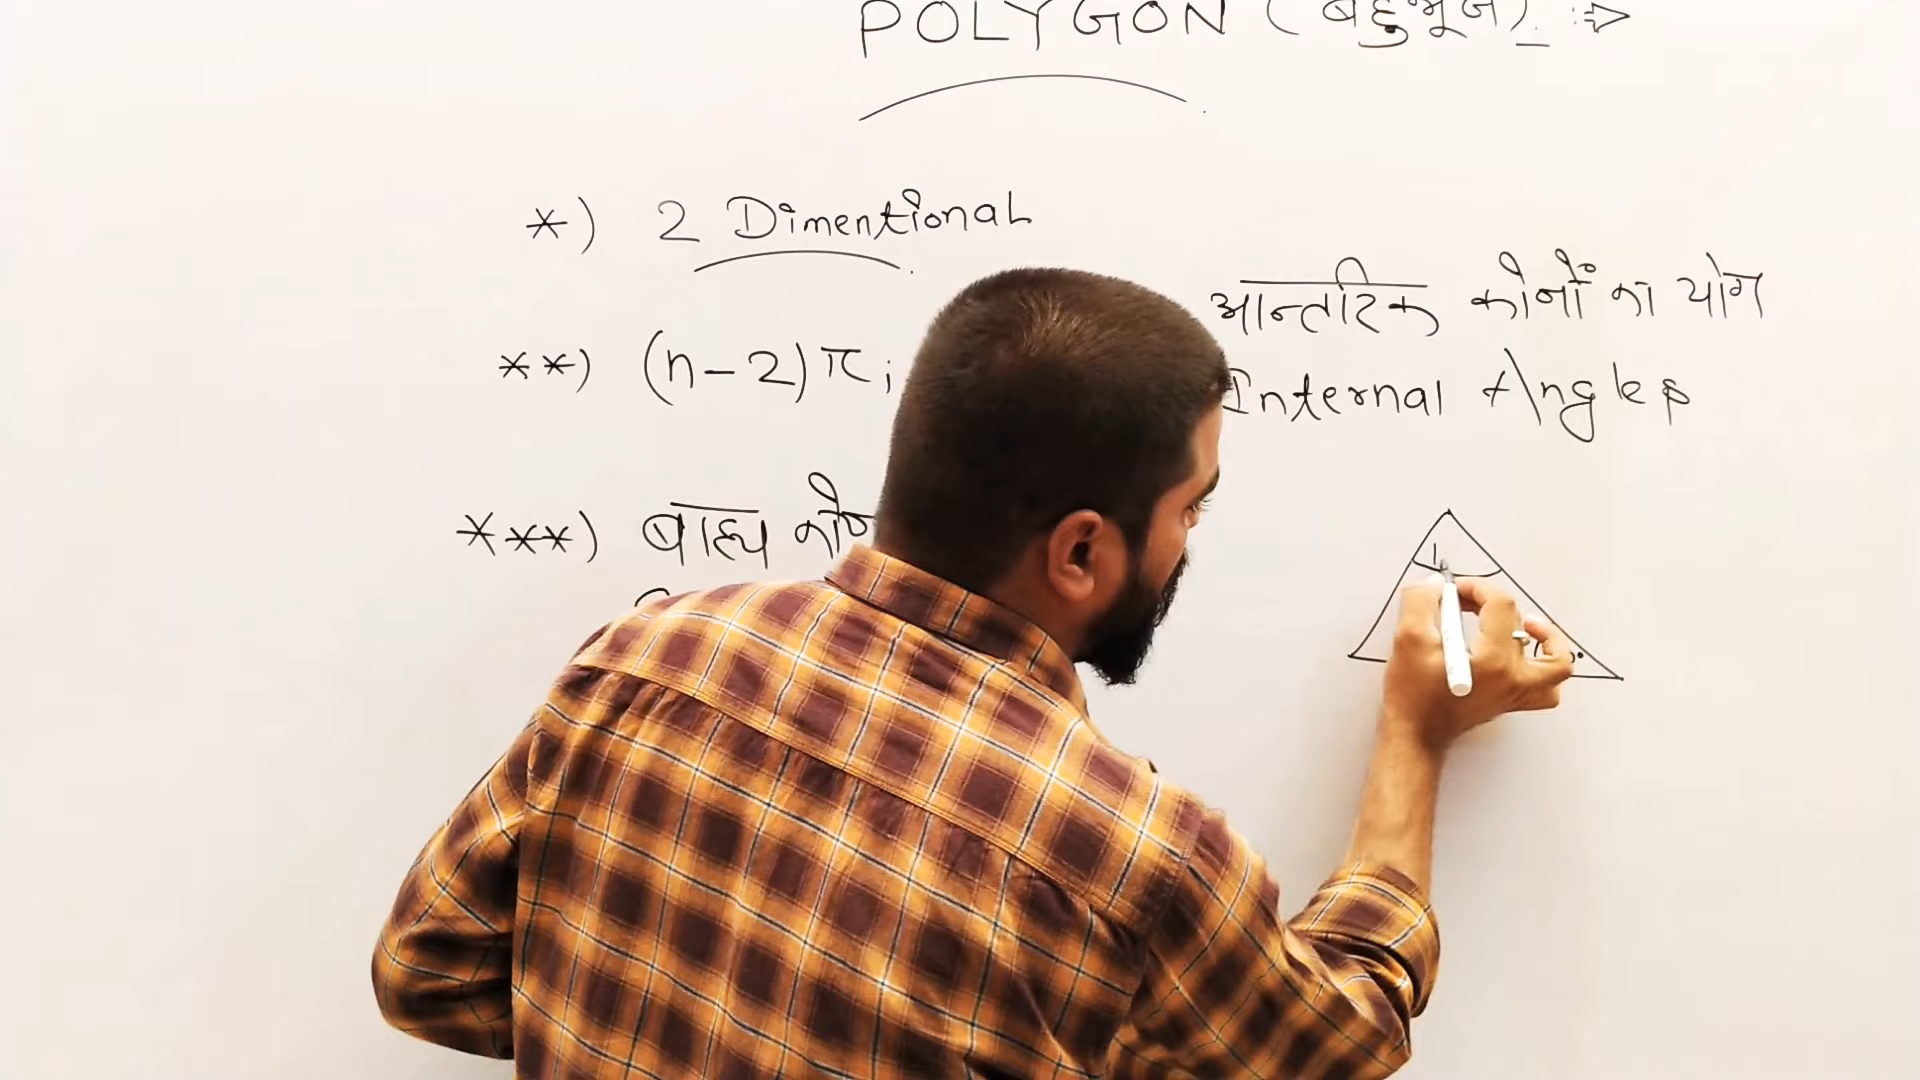 POLYGON (बहुभूज) :⇒
*) 2 Dimentional
**) (n-2)π;
आन्तरिक कोनों का योग
Internal Angles
***) बाह्य